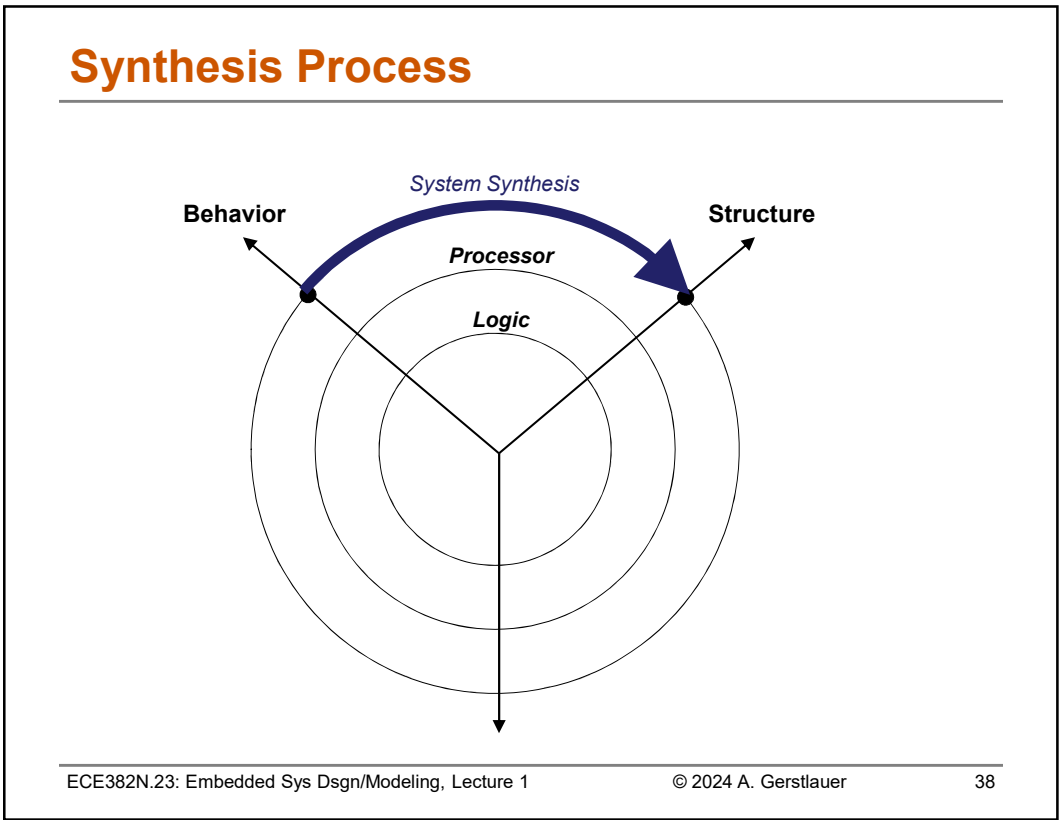 Synthesis Process
System Synthesis
Behavior
Structure
Processor
Logic
ECE382N.23: Embedded Sys Dsgn/Modeling, Lecture 1
© 2024 A. Gerstlauer
38